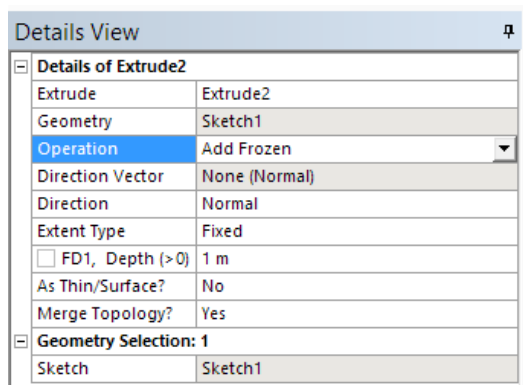 Details View
Details of Extrude2
Extrude Extrude2
Geometry Sketch1
Operation Add Frozen
Direction Vector None (Normal)
Direction Normal
Extent Type Fixed
FD1, Depth (>0) 1 m
As Thin/Surface? No
Merge Topology? Yes
Geometry Selection: 1
Sketch Sketch1